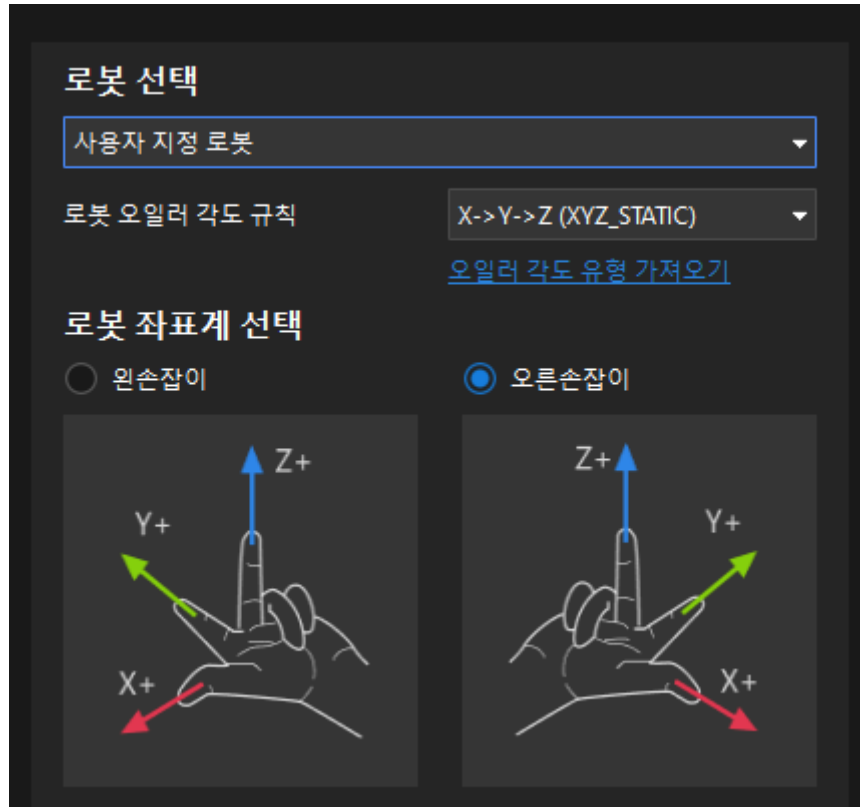 로봇 선택
사용자 지정 로봇
로봇 오일러 각도 규칙 X->Y->Z (XYZ_STATIC)
오일러 각도 유형 가져오기
로봇 좌표계 선택
왼손잡이 오른손잡이
Z+ Z+
Y+ Y+
X+ X+